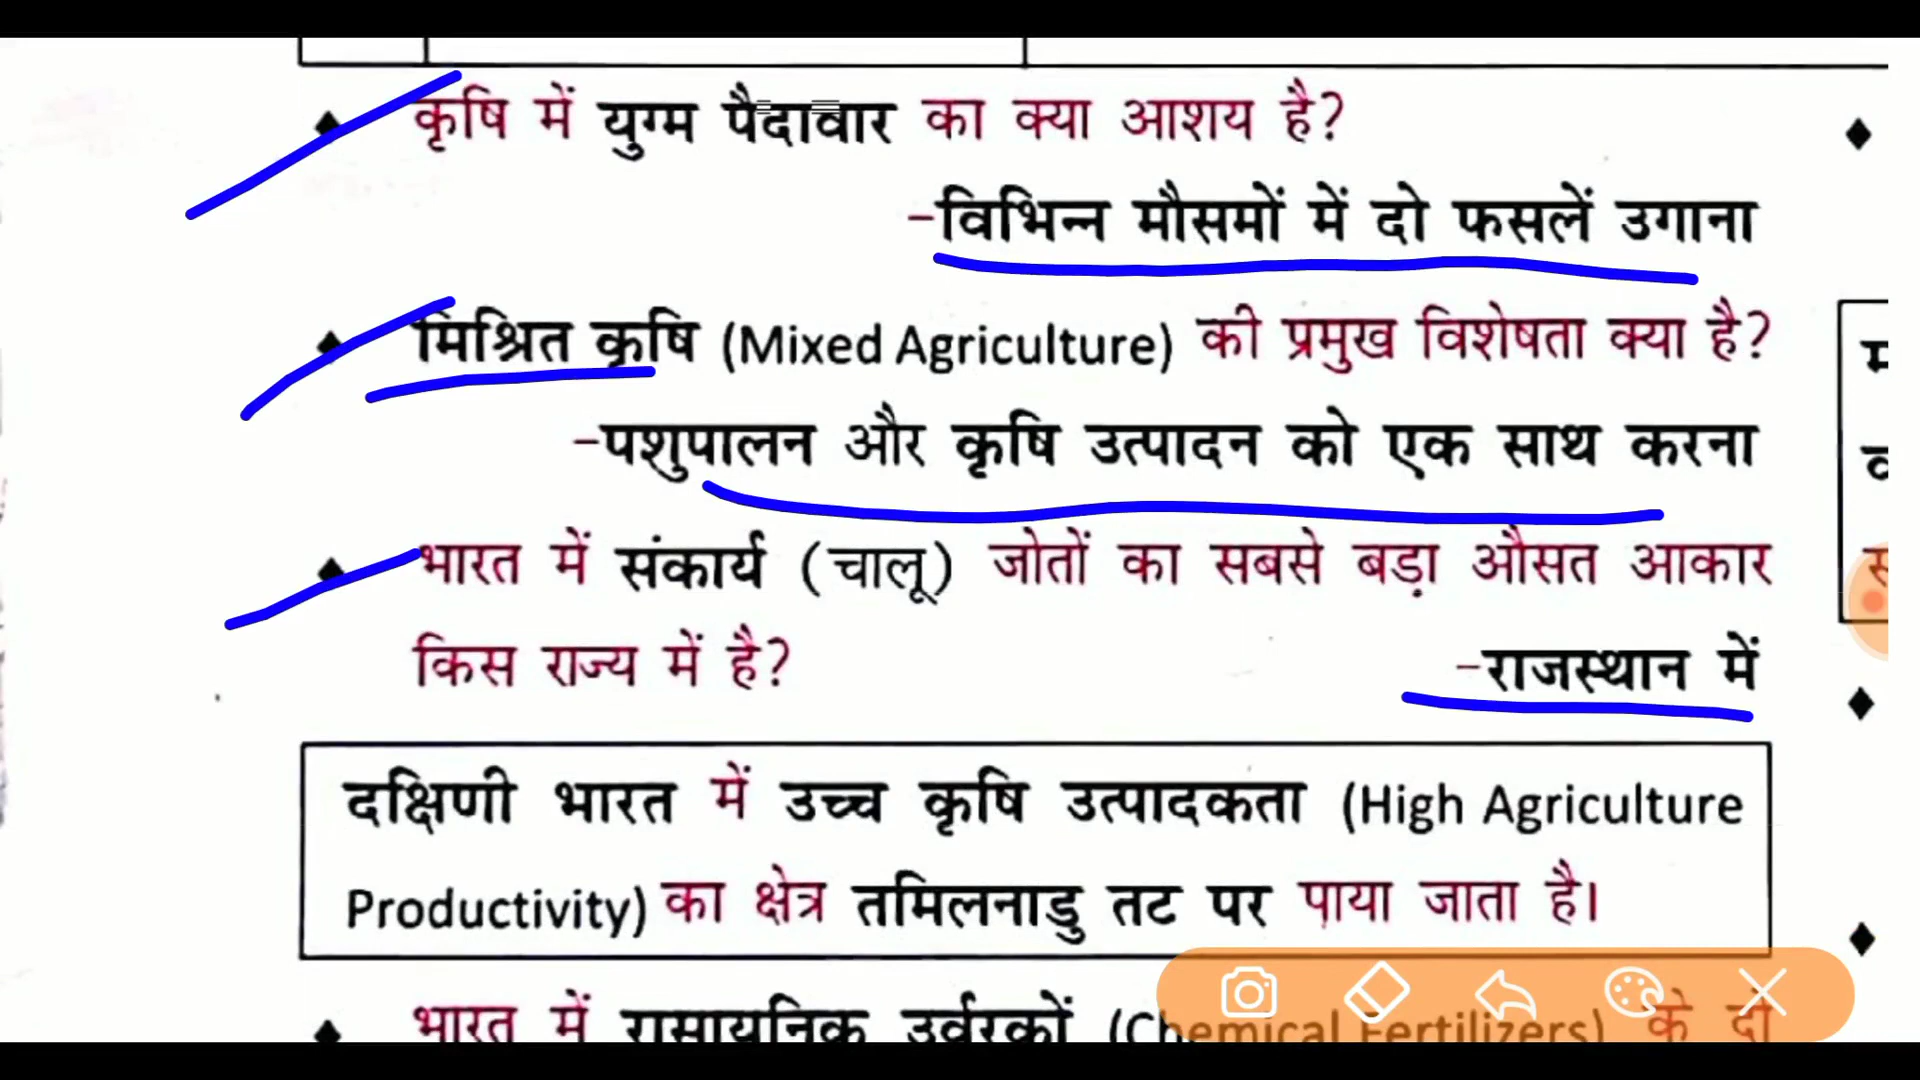 कृषि में युग्म पैदावार का क्या आशय है?
-विभिन्न मौसमों में दो फसलें उगाना
मिश्रित कृषि (Mixed Agriculture) की प्रमुख विशेषता क्या है?
-पशुपालन और कृषि उत्पादन को एक साथ करना
भारत में संकार्य (चालू) जोतों का सबसे बड़ा औसत आकार
किस राज्य में है? -राजस्थान में
दक्षिणी भारत में उच्च कृषि उत्पादकता (High Agriculture
Productivity) का क्षेत्र तमिलनाडु तट पर पाया जाता है।
भारत में रासायनिक उर्वरकों (Chemical Fertilizers) के दो